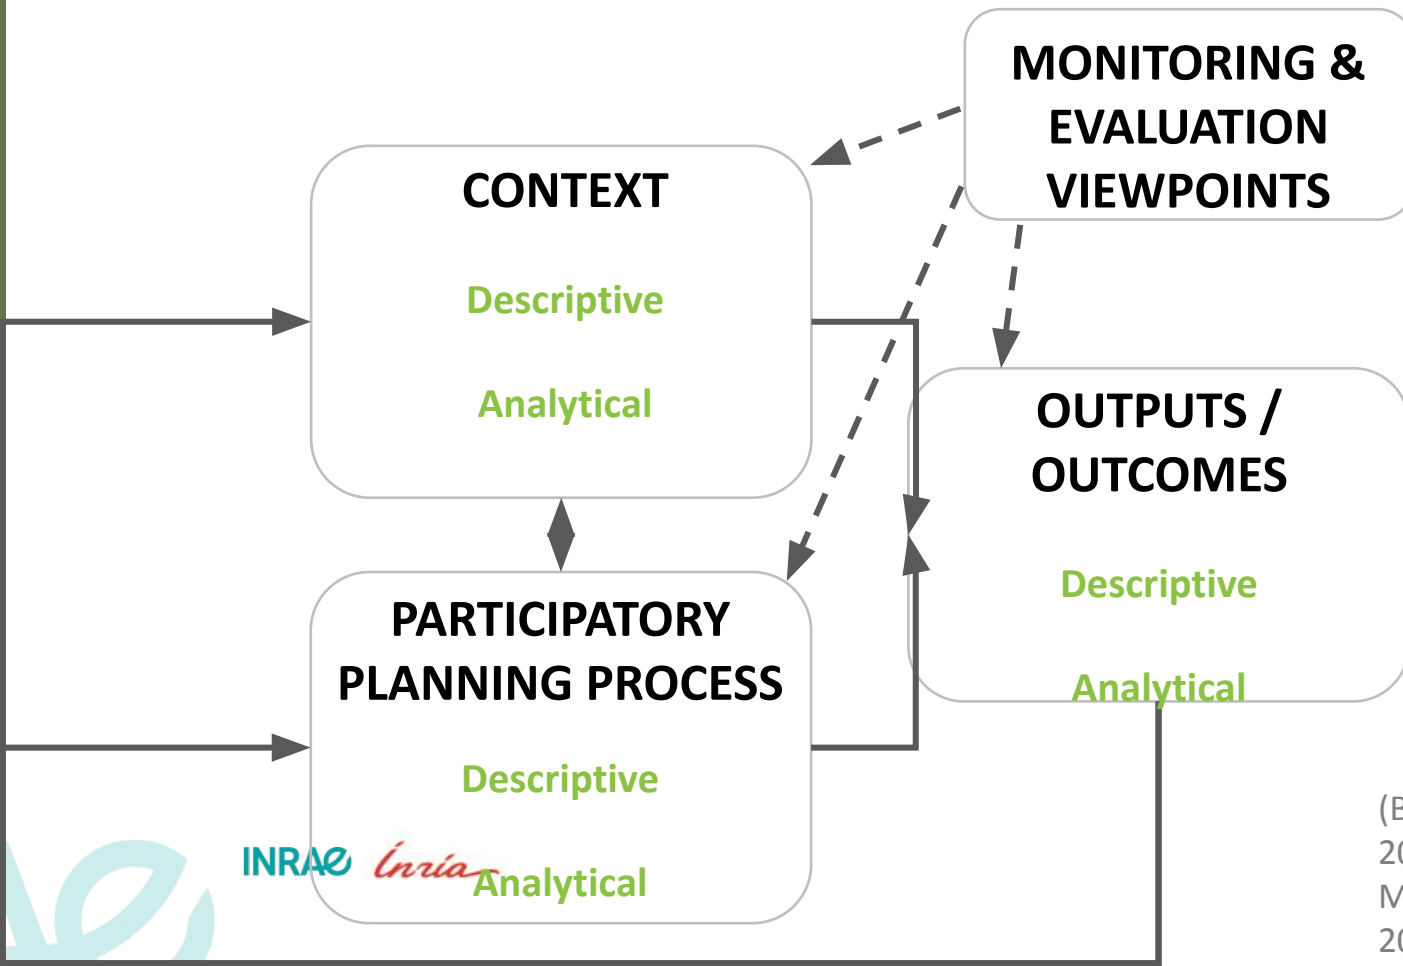 MONITORING &
EVALUATION
VIEWPOINTS
CONTEXT
Descriptive
Analytical
OUTPUTS /
OUTCOMES
Descriptive
Analytical
PARTICIPATORY
PLANNING PROCESS
Descriptive
Analytical
INRAE Inria